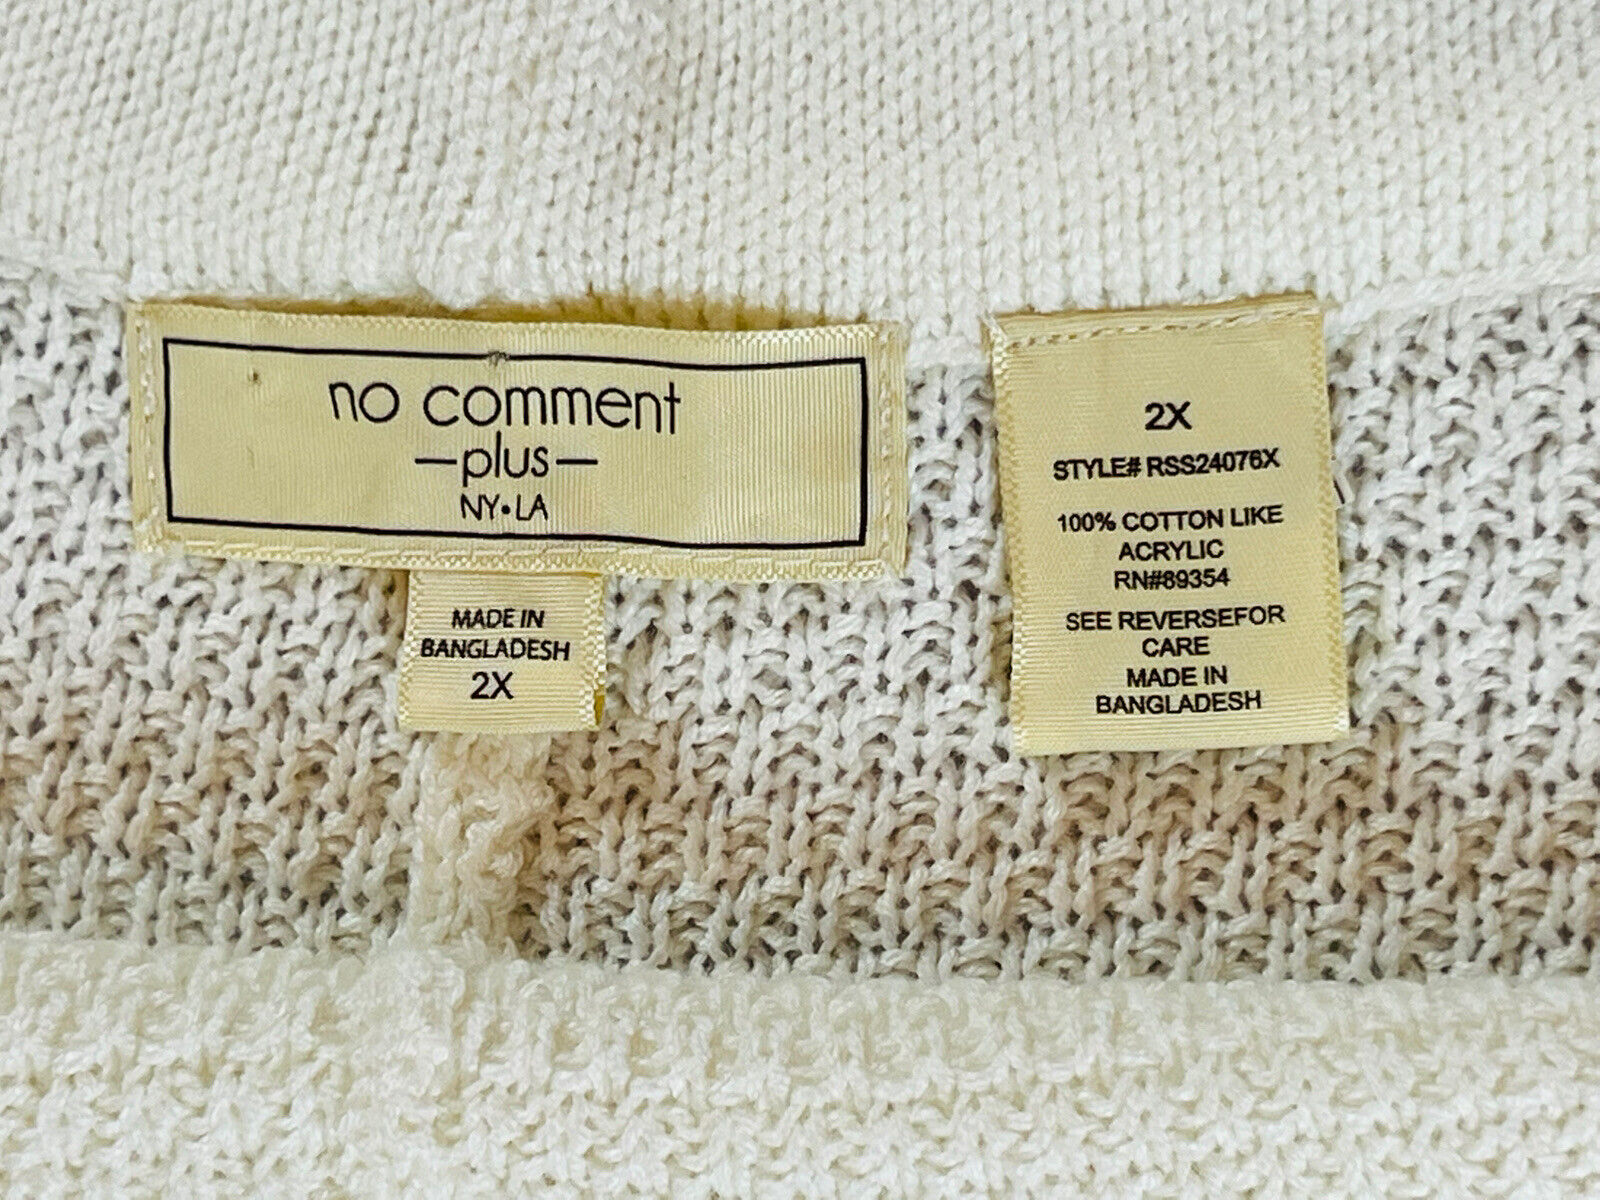 no comment
—plus—
NY•LA
MADE IN
BANGLADESH
2X
2X
STYLE# RSS24076X
100% COTTON LIKE
ACRYLIC
RN#89354
SEE REVERSEFOR
CARE
MADE IN
BANGLADESH